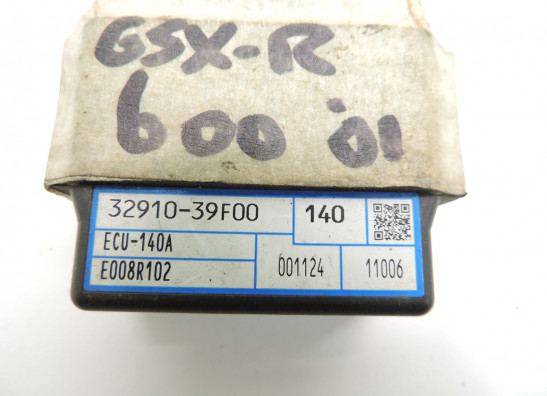 GSX-R
600 '01
32910-39F00 140
ECU-140A
E008R102 001124 11006